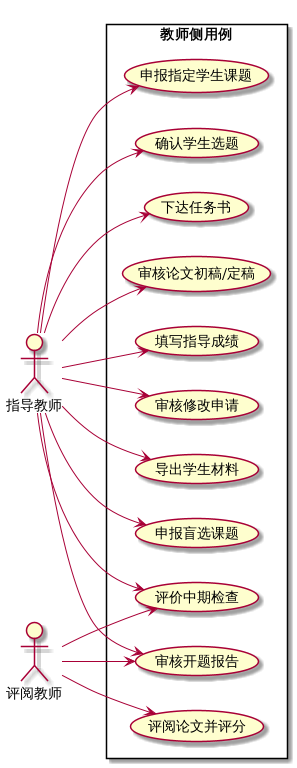 教师侧用例
申报指定学生课题
确认学生选题
下达任务书
审核论文初稿/定稿
填写指导成绩
指导教师
审核修改申请
导出学生材料
申报盲选课题
评价中期检查
审核开题报告
评阅教师
评阅论文并评分